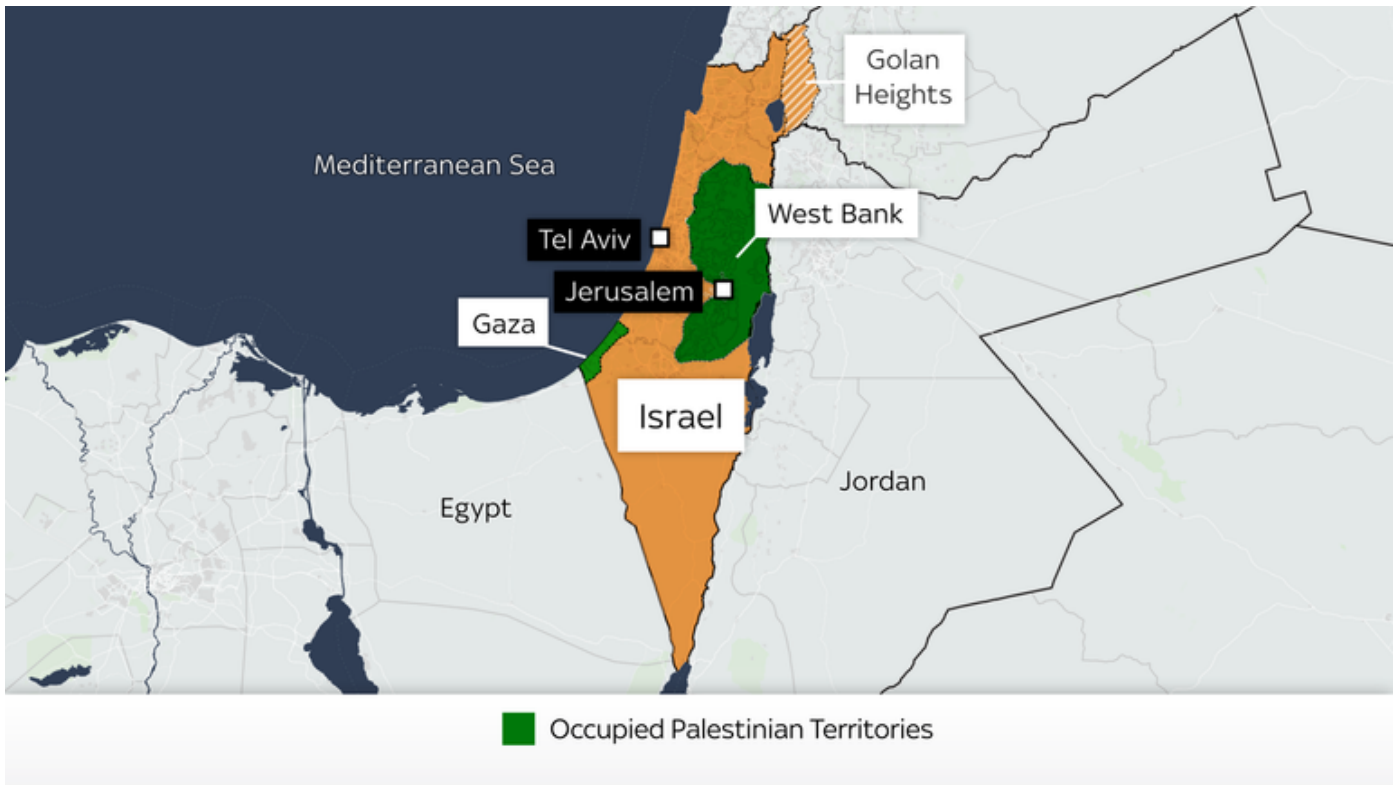 Golan
Heights
Mediterranean Sea
West Bank
Tel Aviv
Jerusalem
Gaza
Israel
Jordan
Egypt
Occupied Palestinian Territories